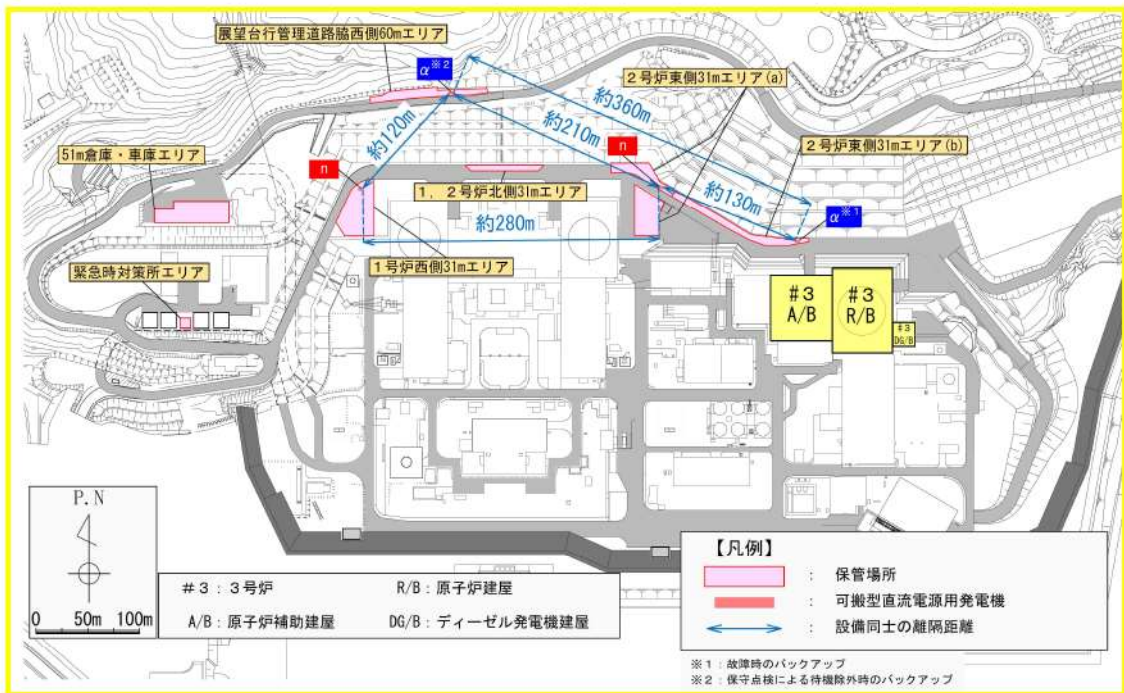 展望台行管理道路脇西側60mエリア
α※2
2号炉東側31mエリア(a)
約360m
約210m
約120m
51m倉庫・車庫エリア
n
n
2号炉東側31mエリア(b)
1，2号炉北側31mエリア
約130m
α※1
約280m
1号炉西側31mエリア
緊急時対策所エリア
#3
A/B
#3
R/B
#3
DG/B
P.N
0 50m 100m
#3：3号炉
R/B：原子炉建屋
A/B：原子炉補助建屋
DG/B：ディーゼル発電機建屋
【凡例】
： 保管場所
： 可搬型直流電源用発電機
： 設備同士の離隔距離
※1：故障時のバックアップ
※2：保守点検による待機除外時のバックアップ